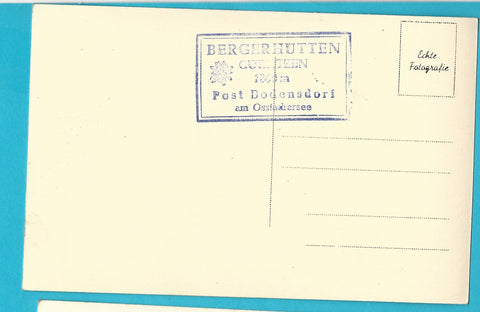 BERGERHÜTTEN
Post Bodensdorf
am Ossiachersee
Echte
Fotografie